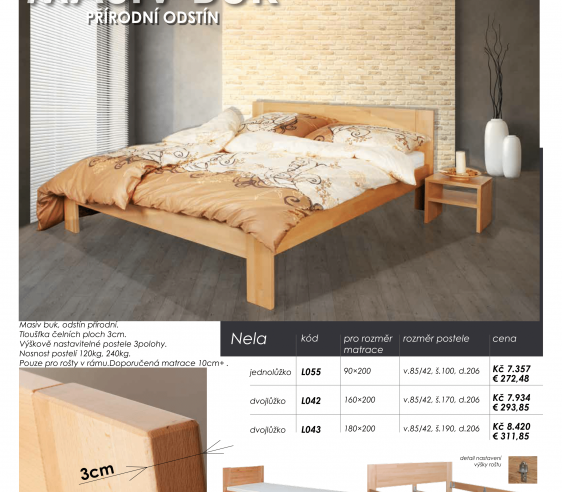 MASIV BUK
PŘÍRODNÍ ODSTÍN
Masiv buk, odstín přírodní.
Tloušťka čelních ploch 3cm.
Výškově nastavitelné postele 3polohy.
Nosnost postelí 120kg, 240kg.
Pouze pro rošty v rámu.Doporučená matrace 10cm+ .
Nela kód pro rozměr matrace rozměr postele cena
jednolůžko L055 90×200 v.85/42, š.100, d.206 Kč 7.357
€ 272,48
dvojlůžko L042 160×200 v.85/42, š.170, d.206 Kč 7.934
€ 293,85
dvojlůžko L043 180×200 v.85/42, š.190, d.206 Kč 8.420
€ 311,85
3cm
detail nastavení
výšky roštu